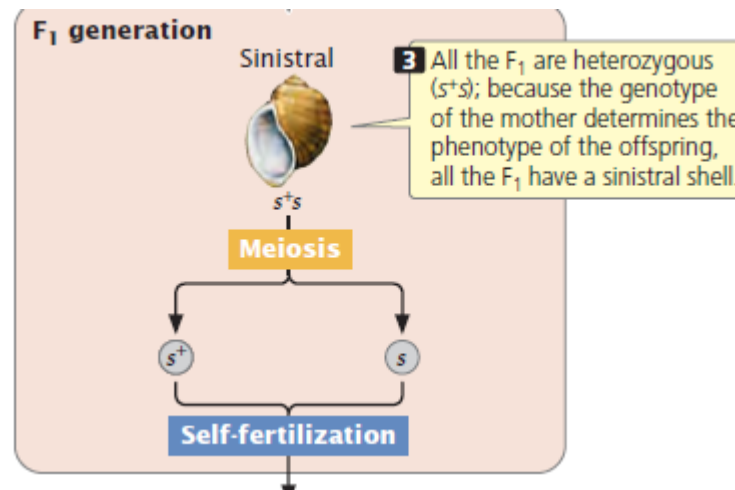 F₁ generation
Sinistral
3 All the F₁ are heterozygous
(s⁺s); because the genotype
of the mother determines the
phenotype of the offspring,
all the F₁ have a sinistral shell.
s⁺s
Meiosis
s⁺
s
Self-fertilization